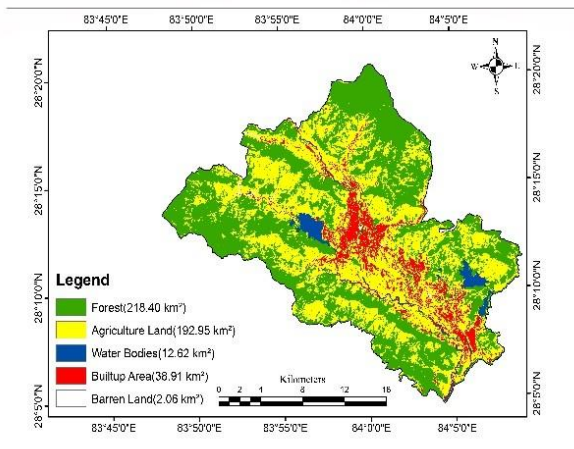 83°45'0"E 83°50'0"E 83°55'0"E 84°0'0"E 84°5'0"E
N
W E
S
28°20'0"N 28°20'0"N
28°15'0"N 28°15'0"N
28°10'0"N 28°10'0"N
28°5'0"N 28°5'0"N
Legend
Forest(218.40 km²)
Agriculture Land(192.95 km²)
Water Bodies(12.62 km²)
Builtup Area(38.91 km²)
Barren Land(2.06 km²)
Kilometers
0 2 4 8 12 16
83°45'0"E 83°50'0"E 83°55'0"E 84°0'0"E 84°5'0"E